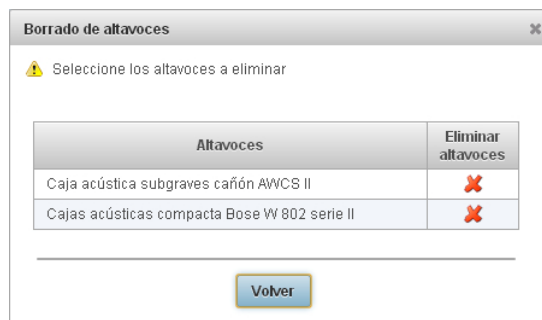 Borrado de altavoces
Seleccione los altavoces a eliminar
Altavoces
Eliminar
altavoces
Caja acústica subgraves cañón AWCS II
Cajas acústicas compacta Bose W 802 serie II
Volver